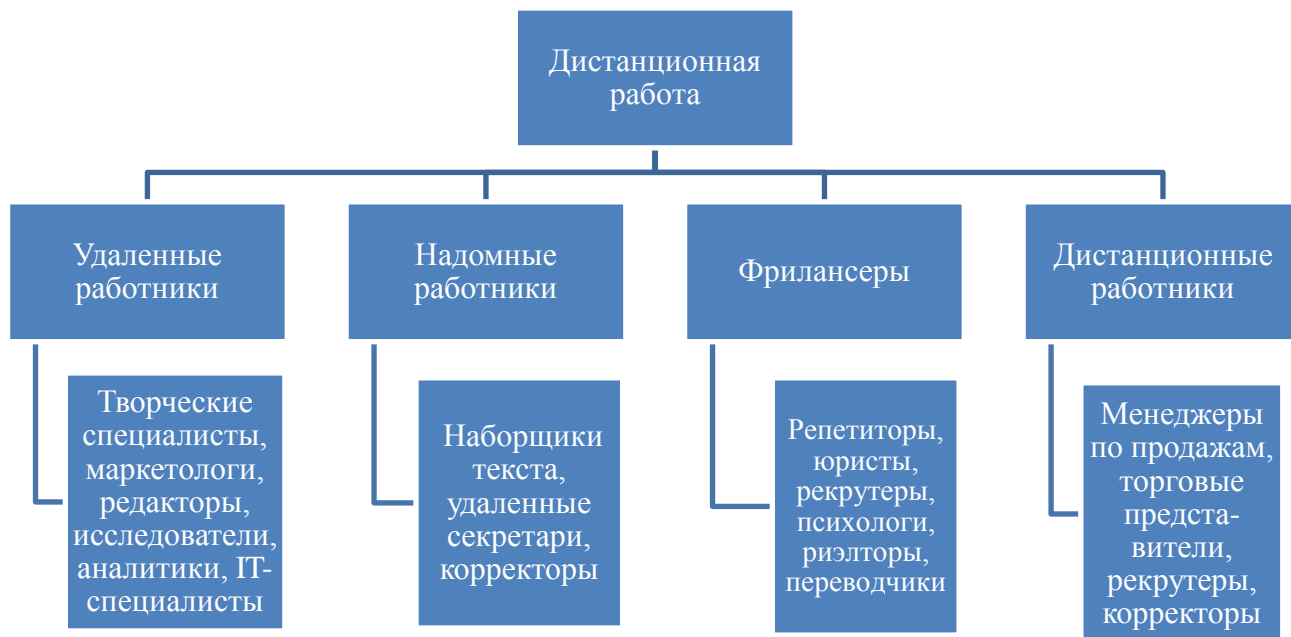 Дистанционная
работа
Удаленные
работники
Надомные
работники
Фрилансеры
Дистанционные
работники
Творческие
специалисты,
маркетологи,
редакторы,
исследователи,
аналитики, IT-
специалисты
Наборщики
текста,
удаленные
секретари,
корректоры
Репетиторы,
юристы,
рекрутеры,
психологи,
риэлторы,
переводчики
Менеджеры
по продажам,
торговые
предста-
вители,
рекрутеры,
корректоры